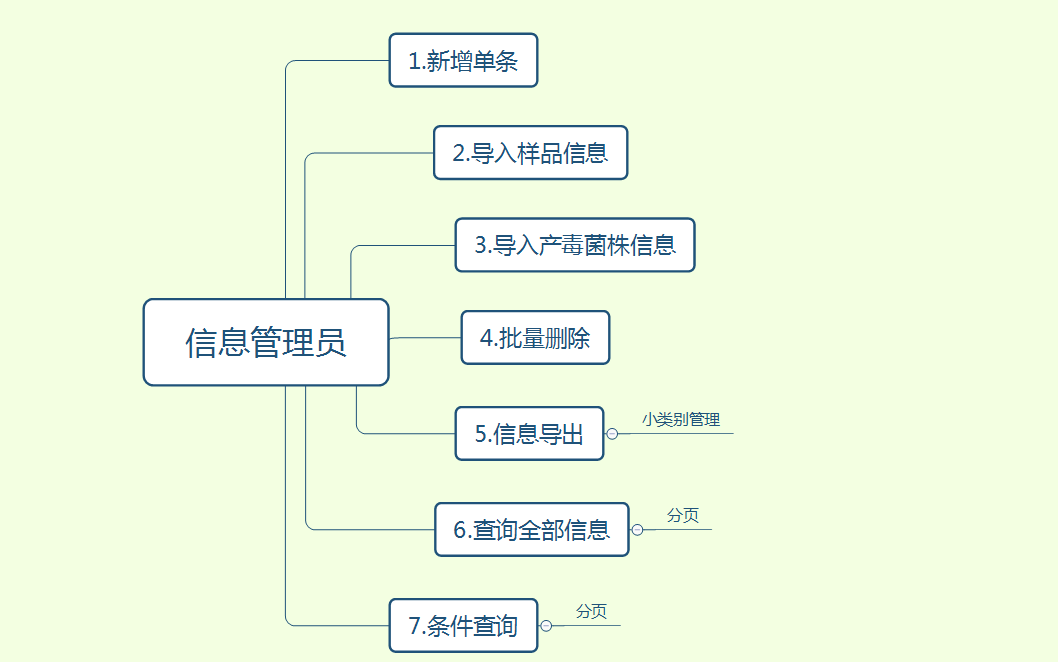 1.新增单条
2.导入样品信息
3.导入产毒菌株信息
信息管理员
4.批量删除
5.信息导出
小类别管理
6.查询全部信息
分页
7.条件查询
分页